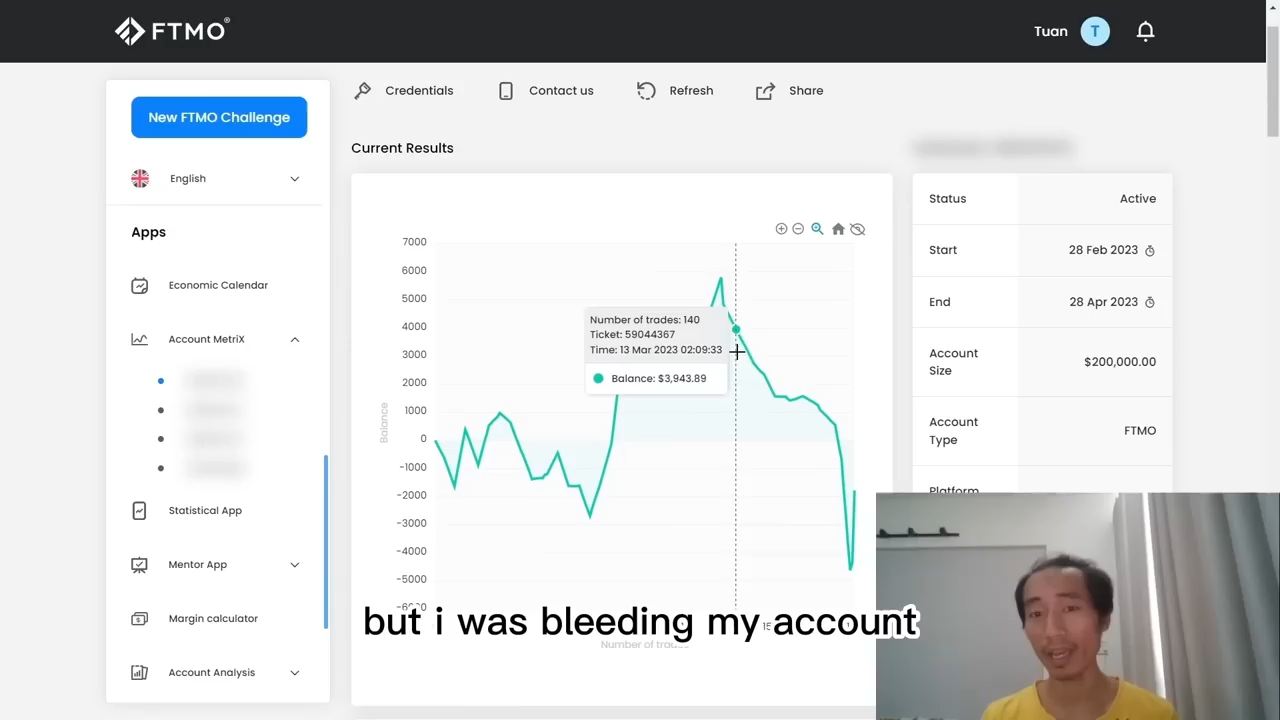 FTMO®
Tuan
T
New FTMO Challenge
English
Apps
Economic Calendar
Account MetriX
Statistical App
Mentor App
Margin calculator
Account Analysis
Credentials
Contact us
Refresh
Share
Current Results
7000
6000
5000
4000
3000
2000
1000
0
-1000
-2000
-3000
-4000
-5000
Balance
Number of trades: 140
Ticket: 59044367
Time: 13 Mar 2023 02:09:33
Balance: $3,943.89
Number of
Status Active
Start 28 Feb 2023
End 28 Apr 2023
Account Size $200,000.00
Account Type FTMO
Platform
but i was bleeding my account